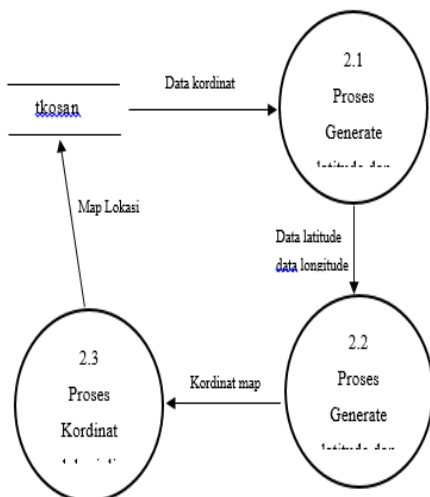 2.1
Proses
Generate
Data kordinat
tkosan
Map Lokasi
Data latitude
data longitude
2.2
Proses
Generate
2.3
Proses
Kordinat
Kordinat map